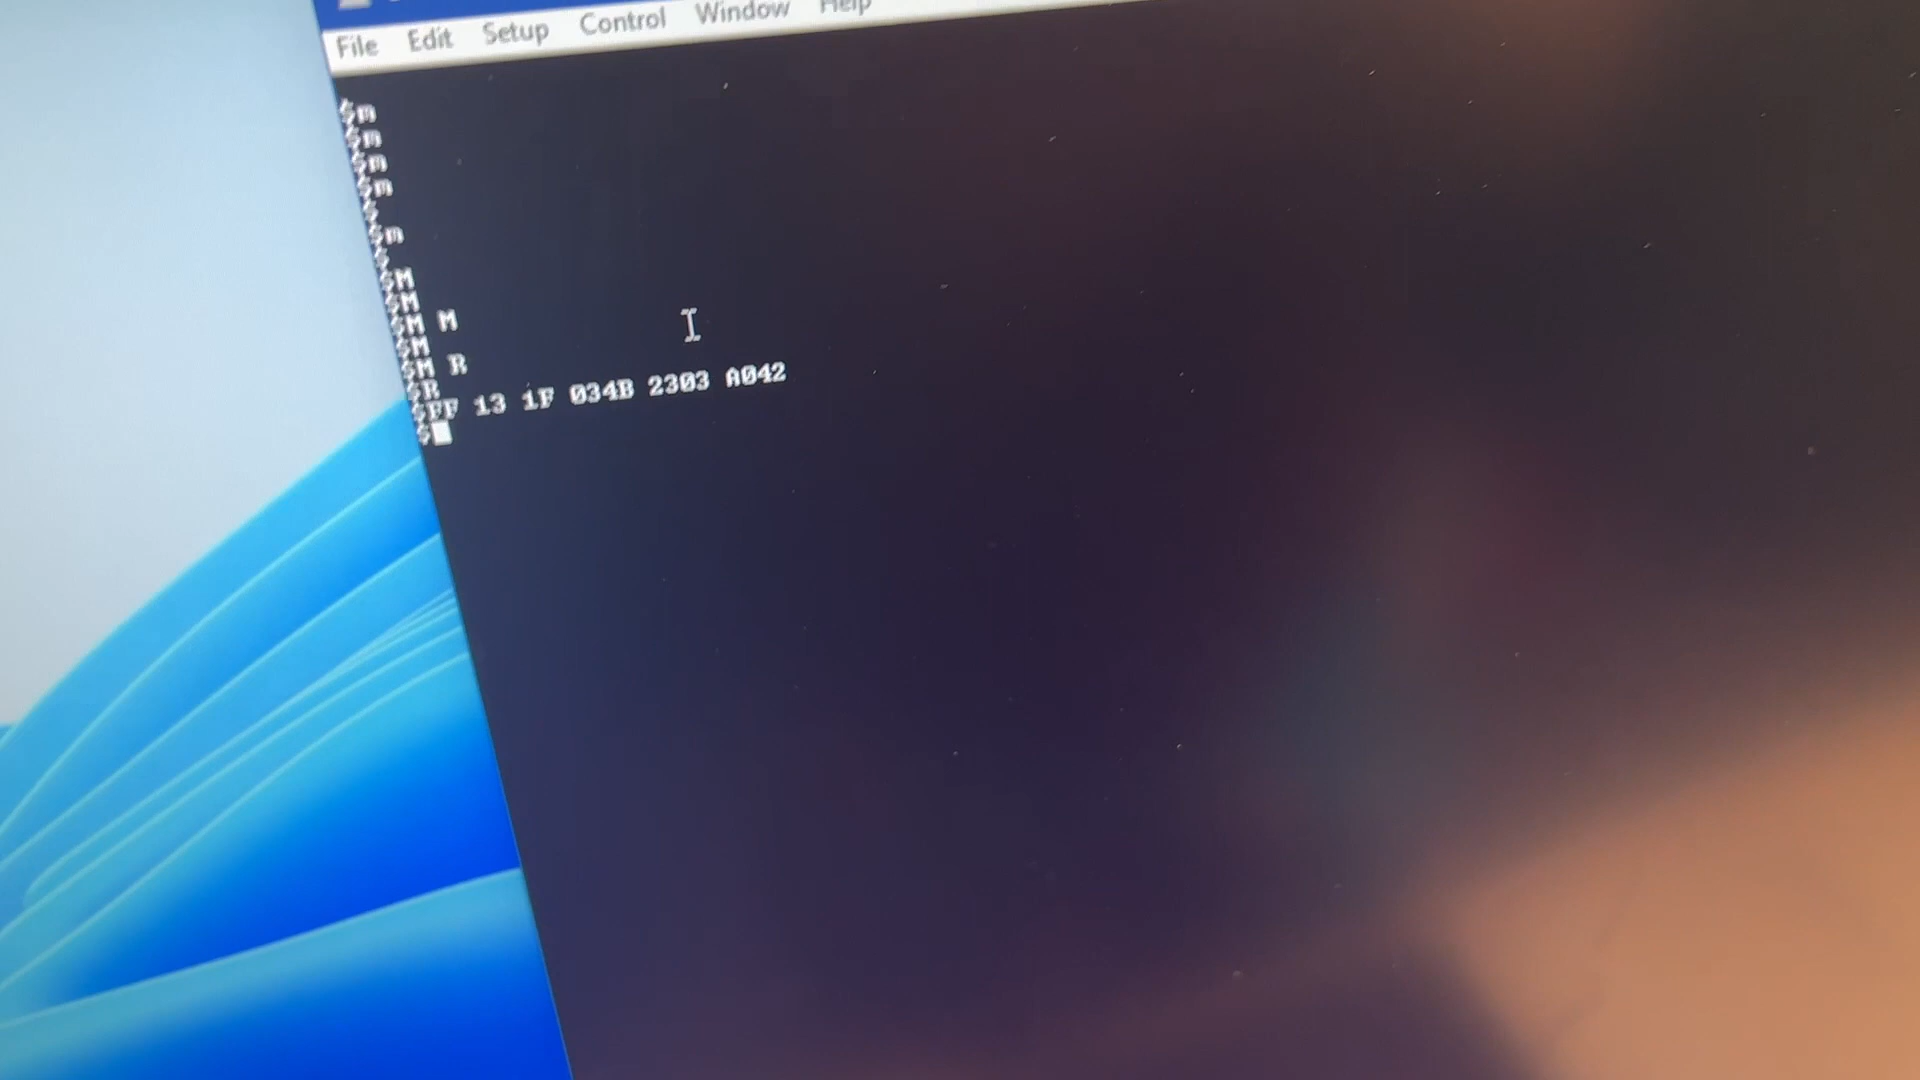 File Edit Setup Control Window Help
$m
$m
$m
$m
$
$m
$
$M
$M
$M M
$M
$M R
$R
$FF 13 1F 034B 2303 A042
$